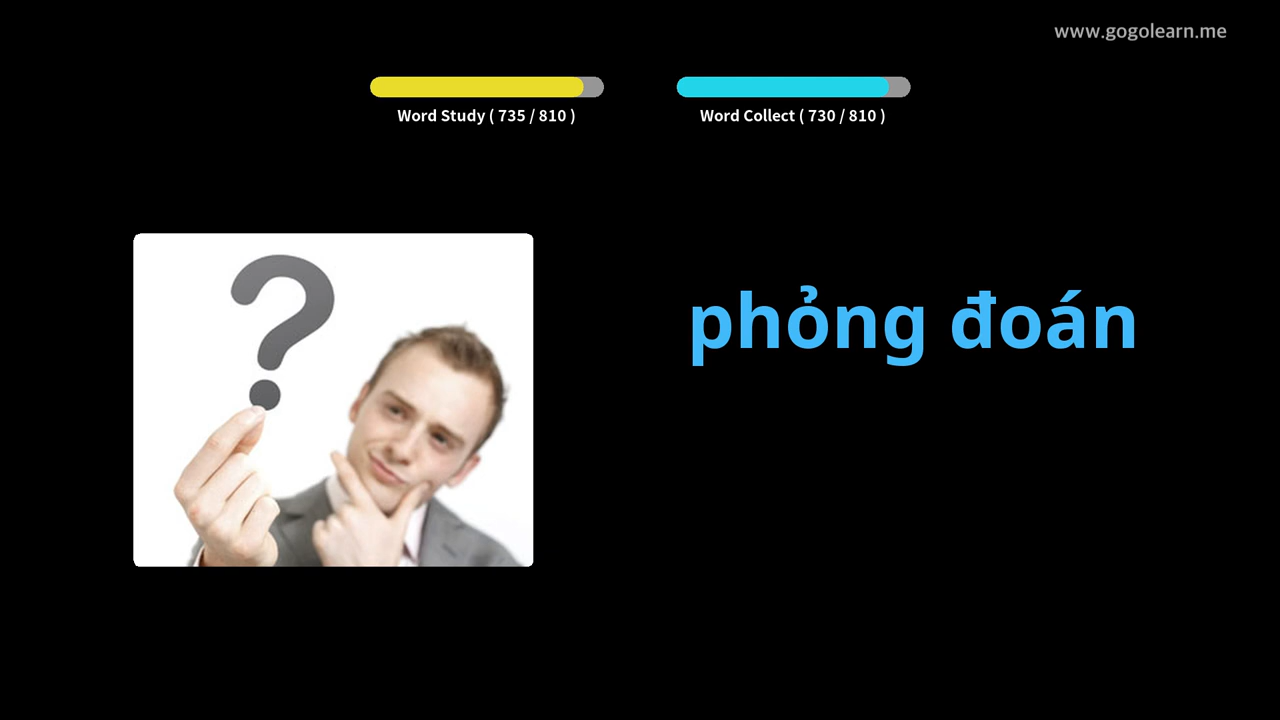 www.gogolearn.me
Word Study ( 735 / 810 )
Word Collect ( 730 / 810 )
?
phỏng đoán